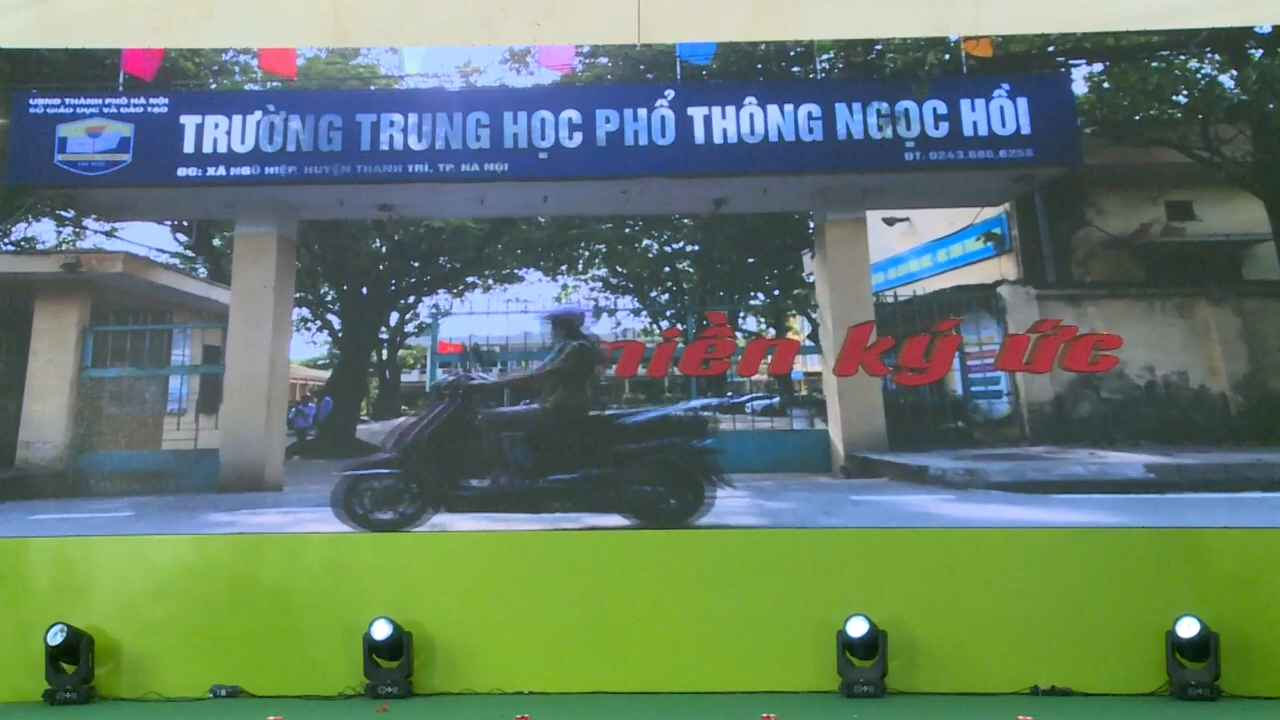 UBND THÀNH PHỐ HÀ NỘI
SỞ GIÁO DỤC VÀ ĐÀO TẠO
TRƯỜNG TRUNG HỌC PHỔ THÔNG NGỌC HỒI
ĐC: XÃ NGŨ HIỆP, HUYỆN THANH TRÌ, TP. HÀ NỘI
ĐT: 0243.686.6256
miền ký ức